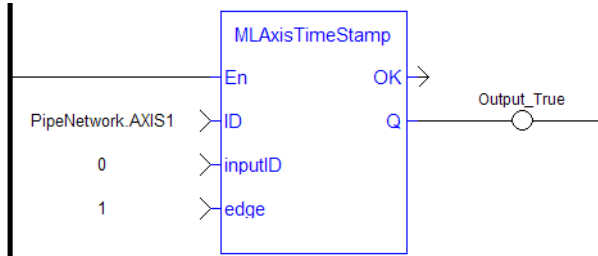 MLAxisTimeStamp
En OK
Output_True
PipeNetwork.AXIS1 ID Q
0 inputID
1 edge